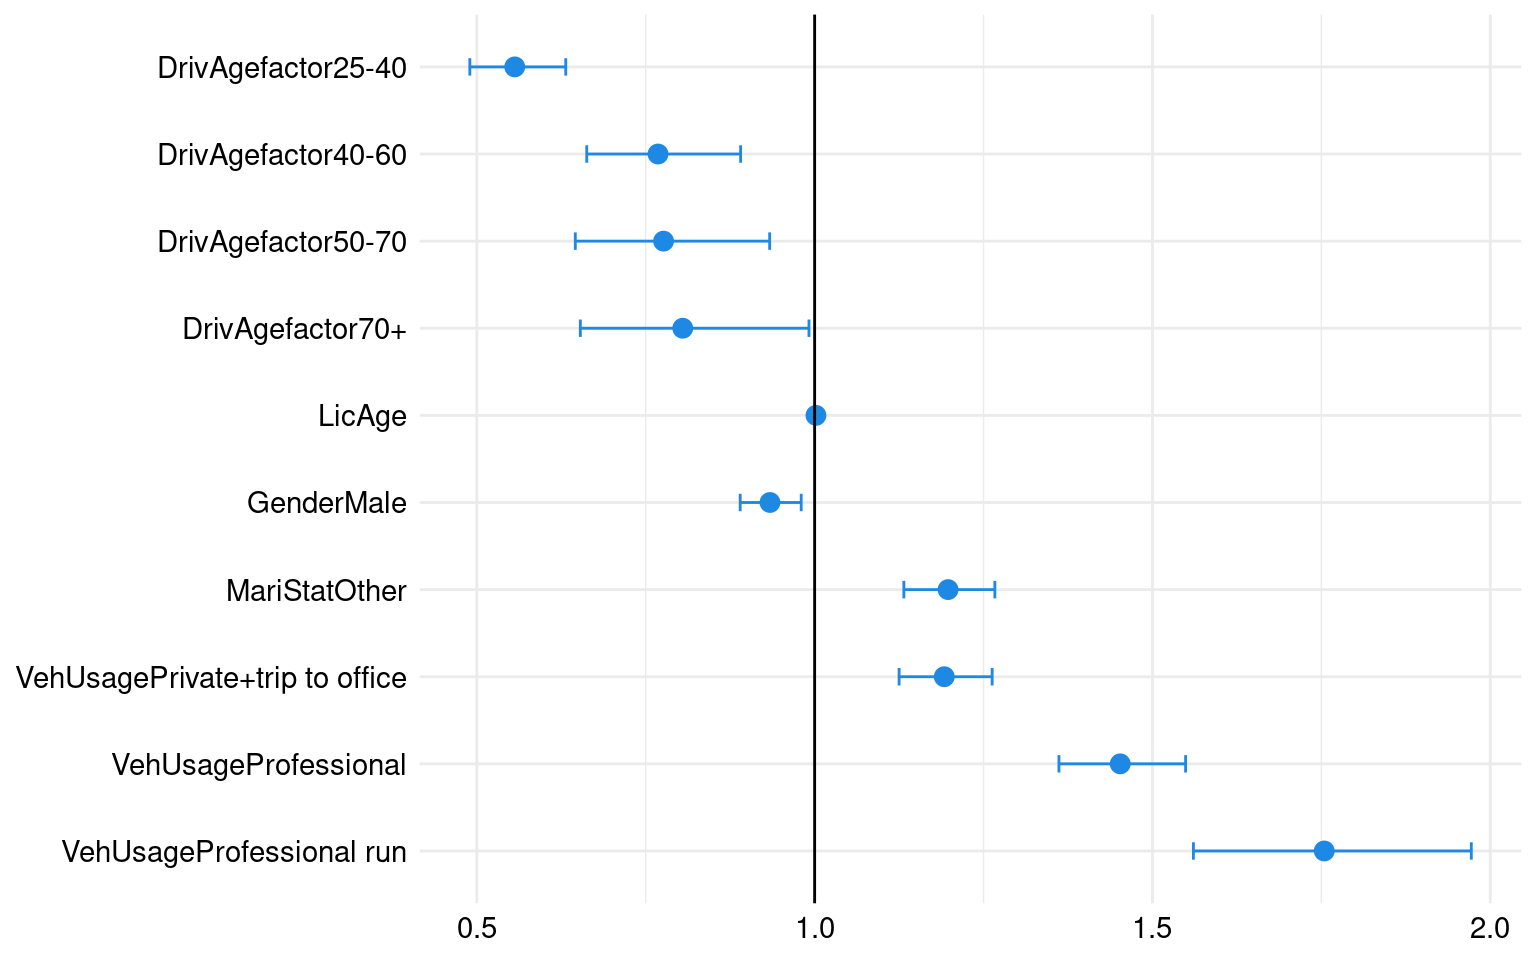 DrivAgefactor25-40
DrivAgefactor40-60
DrivAgefactor50-70
DrivAgefactor70+
LicAge
GenderMale
MariStatOther
VehUsagePrivate+trip to office
VehUsageProfessional
VehUsageProfessional run
0.5 1.0 1.5 2.0